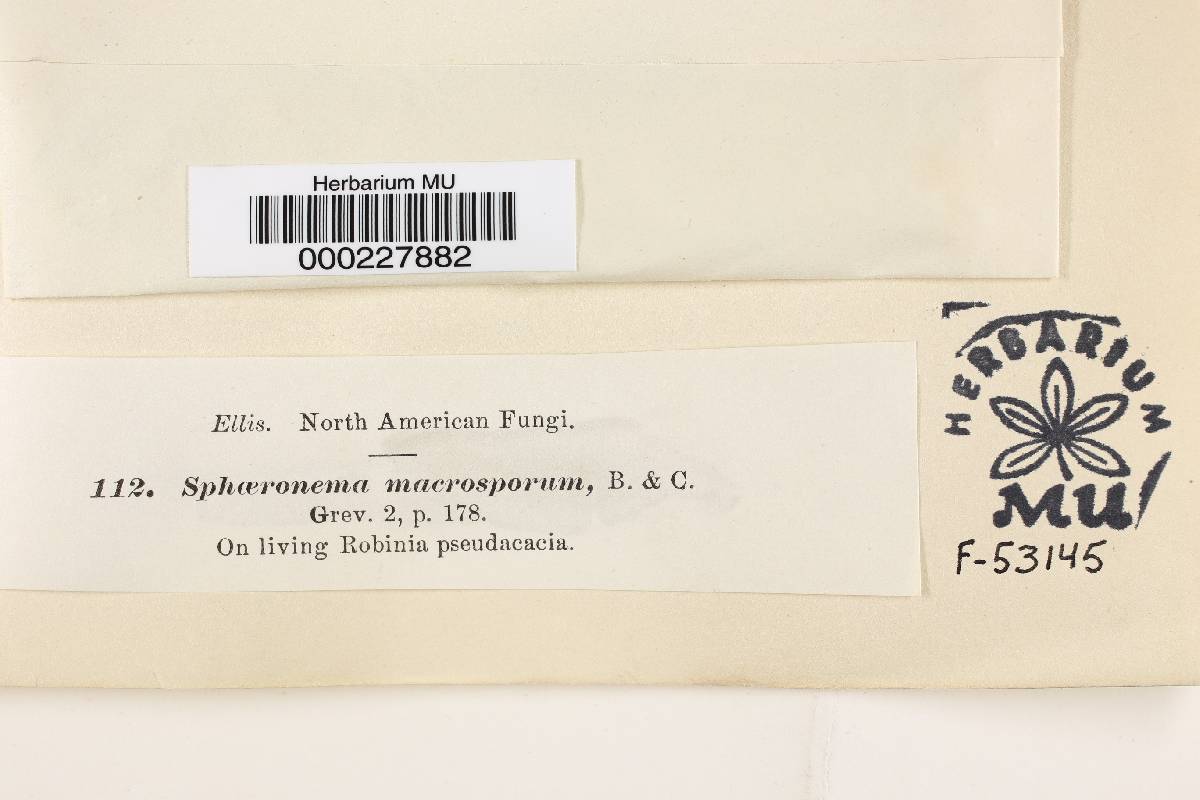 Herbarium MU
000227882
Ellis. North American Fungi.
112. Sphæronema macrosporum, B. & C.
Grev. 2, p. 178.
On living Robinia pseudacacia.
HERBARIUM
MU
F-53145